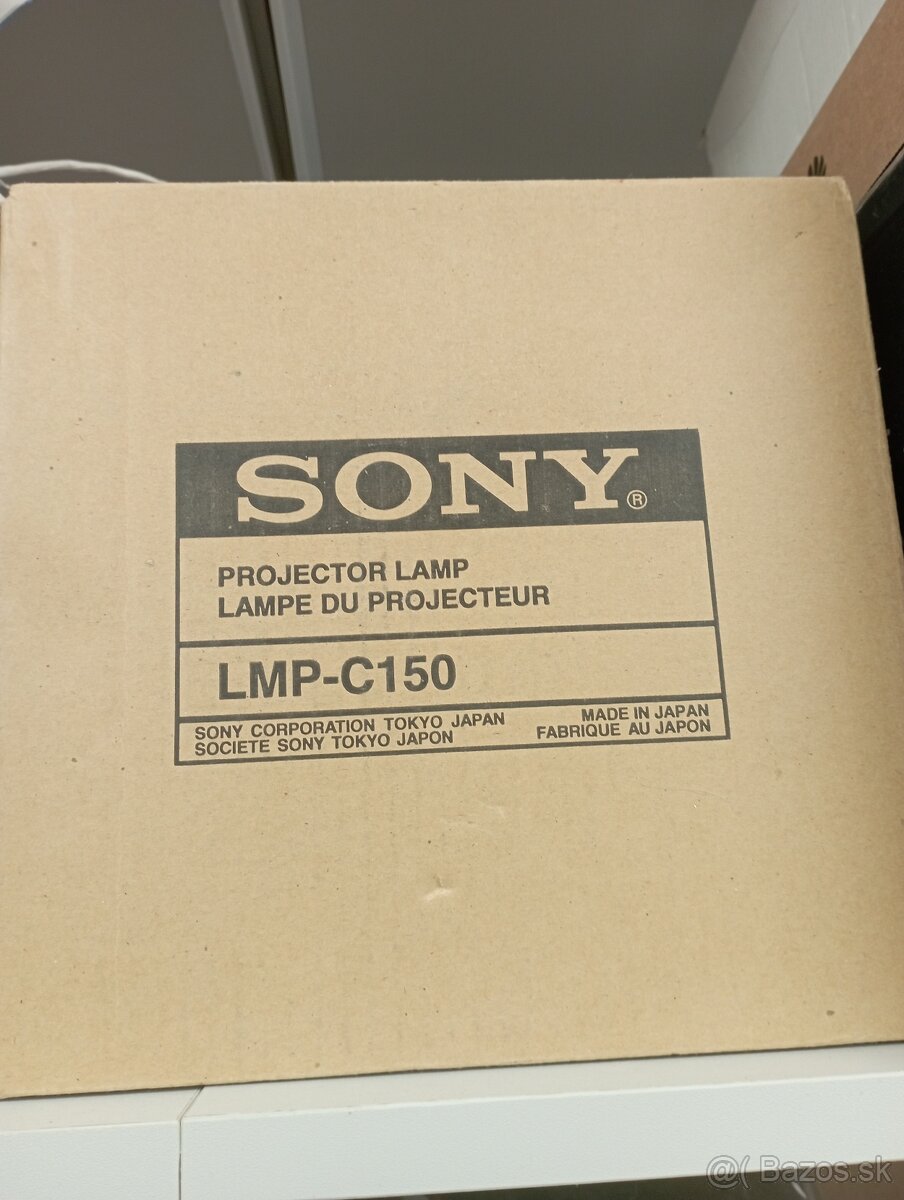 SONY®
PROJECTOR LAMP
LAMPE DU PROJECTEUR
LMP-C150
SONY CORPORATION TOKYO JAPAN
SOCIETE SONY TOKYO JAPON
MADE IN JAPAN
FABRIQUE AU JAPON
@( Bazos.sk